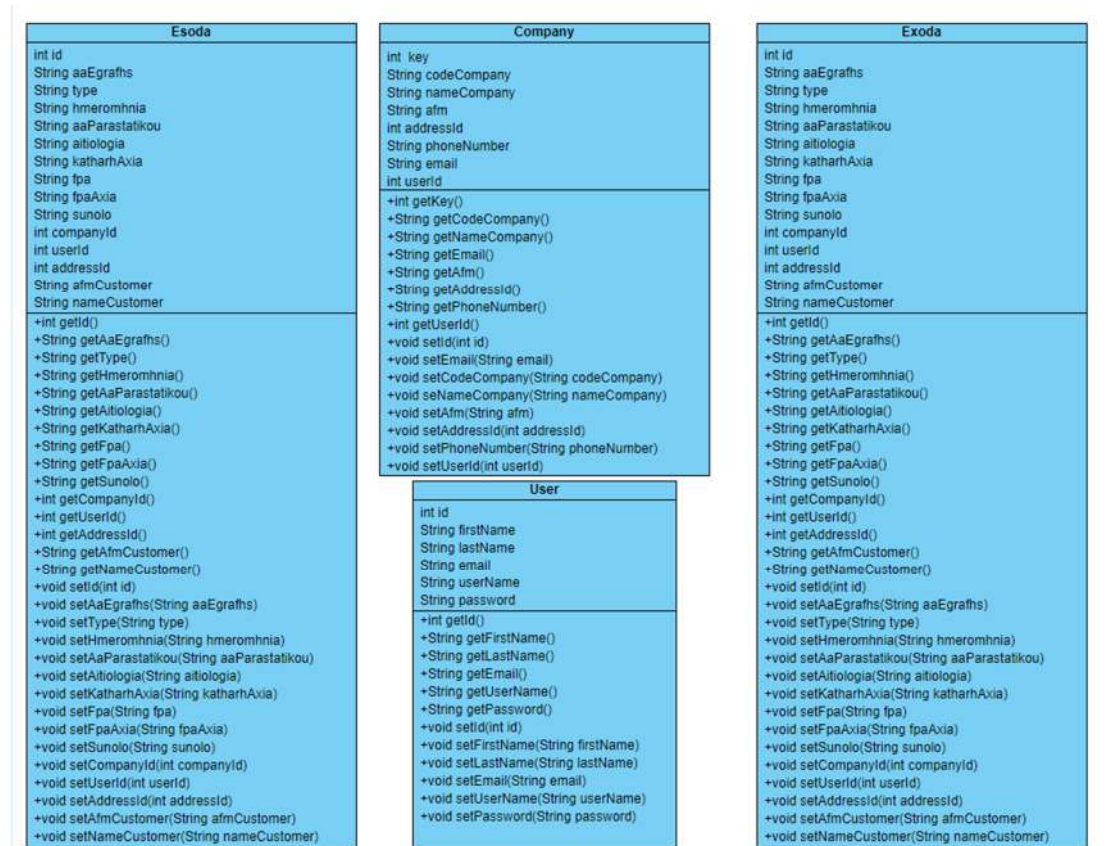 Esoda
int id
String aaEgrafhs
String type
String hmeromhnia
String aaParastatikou
String aitiologia
String katharhAxia
String fpa
String fpaAxia
String sunolo
int companyId
int userId
int addressId
String afmCustomer
String nameCustomer
+int getId()
+String getAaEgrafhs()
+String getType()
+String getHmeromhnia()
+String getAaParastatikou()
+String getAitiologia()
+String getKatharhAxia()
+String getFpa()
+String getFpaAxia()
+String getSunolo()
+int getCompanyId()
+int getUserId()
+int getAddressId()
+String getAfmCustomer()
+String getNameCustomer()
+void setId(int id)
+void setAaEgrafhs(String aaEgrafhs)
+void setType(String type)
+void setHmeromhnia(String hmeromhnia)
+void setAaParastatikou(String aaParastatikou)
+void setAitiologia(String aitiologia)
+void setKatharhAxia(String katharhAxia)
+void setFpa(String fpa)
+void setFpaAxia(String fpaAxia)
+void setSunolo(String sunolo)
+void setCompanyId(int companyId)
+void setUserId(int userId)
+void setAddressId(int addressId)
+void setAfmCustomer(String afmCustomer)
+void setNameCustomer(String nameCustomer)
Company
int key
String codeCompany
String nameCompany
String afm
int addressId
String phoneNumber
String email
int userId
+int getKey()
+String getCodeCompany()
+String getNameCompany()
+String getEmail()
+String getAfm()
+String getAddressId()
+String getPhoneNumber()
+int getUserId()
+void setId(int id)
+void setEmail(String email)
+void setCodeCompany(String codeCompany)
+void seNameCompany(String nameCompany)
+void setAfm(String afm)
+void setAddressId(int addressId)
+void setPhoneNumber(String phoneNumber)
+void setUserId(int userId)
User
int id
String firstName
String lastName
String email
String userName
String password
+int getId()
+String getFirstName()
+String getLastName()
+String getEmail()
+String getUserName()
+String getPassword()
+void setId(int id)
+void setFirstName(String firstName)
+void setLastName(String lastName)
+void setEmail(String email)
+void setUserName(String userName)
+void setPassword(String password)
Exoda
int id
String aaEgrafhs
String type
String hmeromhnia
String aaParastatikou
String aitiologia
String katharhAxia
String fpa
String fpaAxia
String sunolo
int companyId
int userId
int addressId
String afmCustomer
String nameCustomer
+int getId()
+String getAaEgrafhs()
+String getType()
+String getHmeromhnia()
+String getAaParastatikou()
+String getAitiologia()
+String getKatharhAxia()
+String getFpa()
+String getFpaAxia()
+String getSunolo()
+int getCompanyId()
+int getUserId()
+int getAddressId()
+String getAfmCustomer()
+String getNameCustomer()
+void setId(int id)
+void setAaEgrafhs(String aaEgrafhs)
+void setType(String type)
+void setHmeromhnia(String hmeromhnia)
+void setAaParastatikou(String aaParastatikou)
+void setAitiologia(String aitiologia)
+void setKatharhAxia(String katharhAxia)
+void setFpa(String fpa)
+void setFpaAxia(String fpaAxia)
+void setSunolo(String sunolo)
+void setCompanyId(int companyId)
+void setUserId(int userId)
+void setAddressId(int addressId)
+void setAfmCustomer(String afmCustomer)
+void setNameCustomer(String nameCustomer)